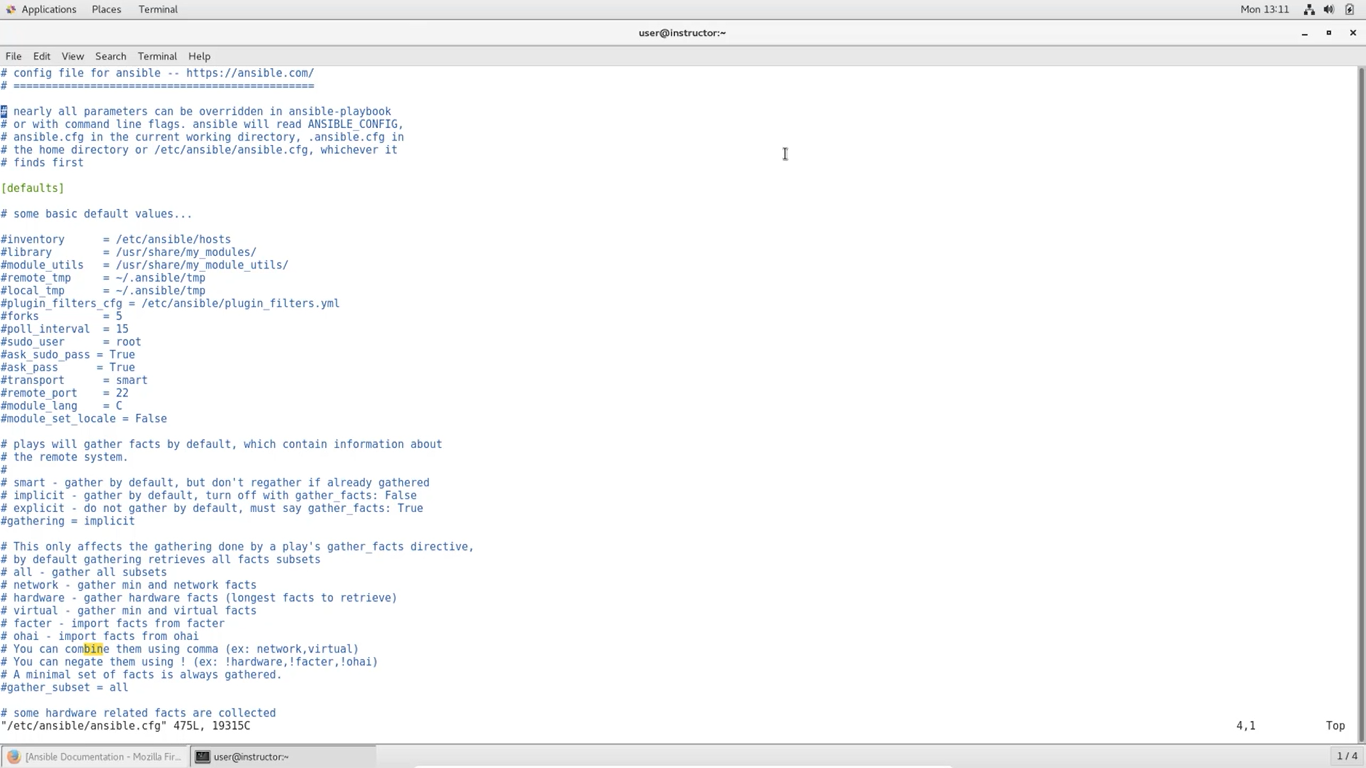 Applications Places Terminal Mon 13:11
user@instructor:~
File Edit View Search Terminal Help
# config file for ansible -- https://ansible.com/
# ===============================================
# nearly all parameters can be overridden in ansible-playbook
# or with command line flags. ansible will read ANSIBLE_CONFIG,
# ansible.cfg in the current working directory, .ansible.cfg in
# the home directory or /etc/ansible/ansible.cfg, whichever it
# finds first
[defaults]
# some basic default values...
#inventory      = /etc/ansible/hosts
#library        = /usr/share/my_modules/
#module_utils   = /usr/share/my_module_utils/
#remote_tmp     = ~/.ansible/tmp
#local_tmp      = ~/.ansible/tmp
#plugin_filters_cfg = /etc/ansible/plugin_filters.yml
#forks          = 5
#poll_interval  = 15
#sudo_user      = root
#ask_sudo_pass = True
#ask_pass      = True
#transport      = smart
#remote_port    = 22
#module_lang    = C
#module_set_locale = False
# plays will gather facts by default, which contain information about
# the remote system.
#
# smart - gather by default, but don't regather if already gathered
# implicit - gather by default, turn off with gather_facts: False
# explicit - do not gather by default, must say gather_facts: True
#gathering = implicit
# This only affects the gathering done by a play's gather_facts directive,
# by default gathering retrieves all facts subsets
# all - gather all subsets
# network - gather min and network facts
# hardware - gather hardware facts (longest facts to retrieve)
# virtual - gather min and virtual facts
# facter - import facts from facter
# ohai - import facts from ohai
# You can combine them using comma (ex: network,virtual)
# You can negate them using ! (ex: !hardware,!facter,!ohai)
# A minimal set of facts is always gathered.
#gather_subset = all
# some hardware related facts are collected
"/etc/ansible/ansible.cfg" 475L, 19315C 4,1 Top
[Ansible Documentation - Mozilla Fir... user@instructor:~ 1 / 4